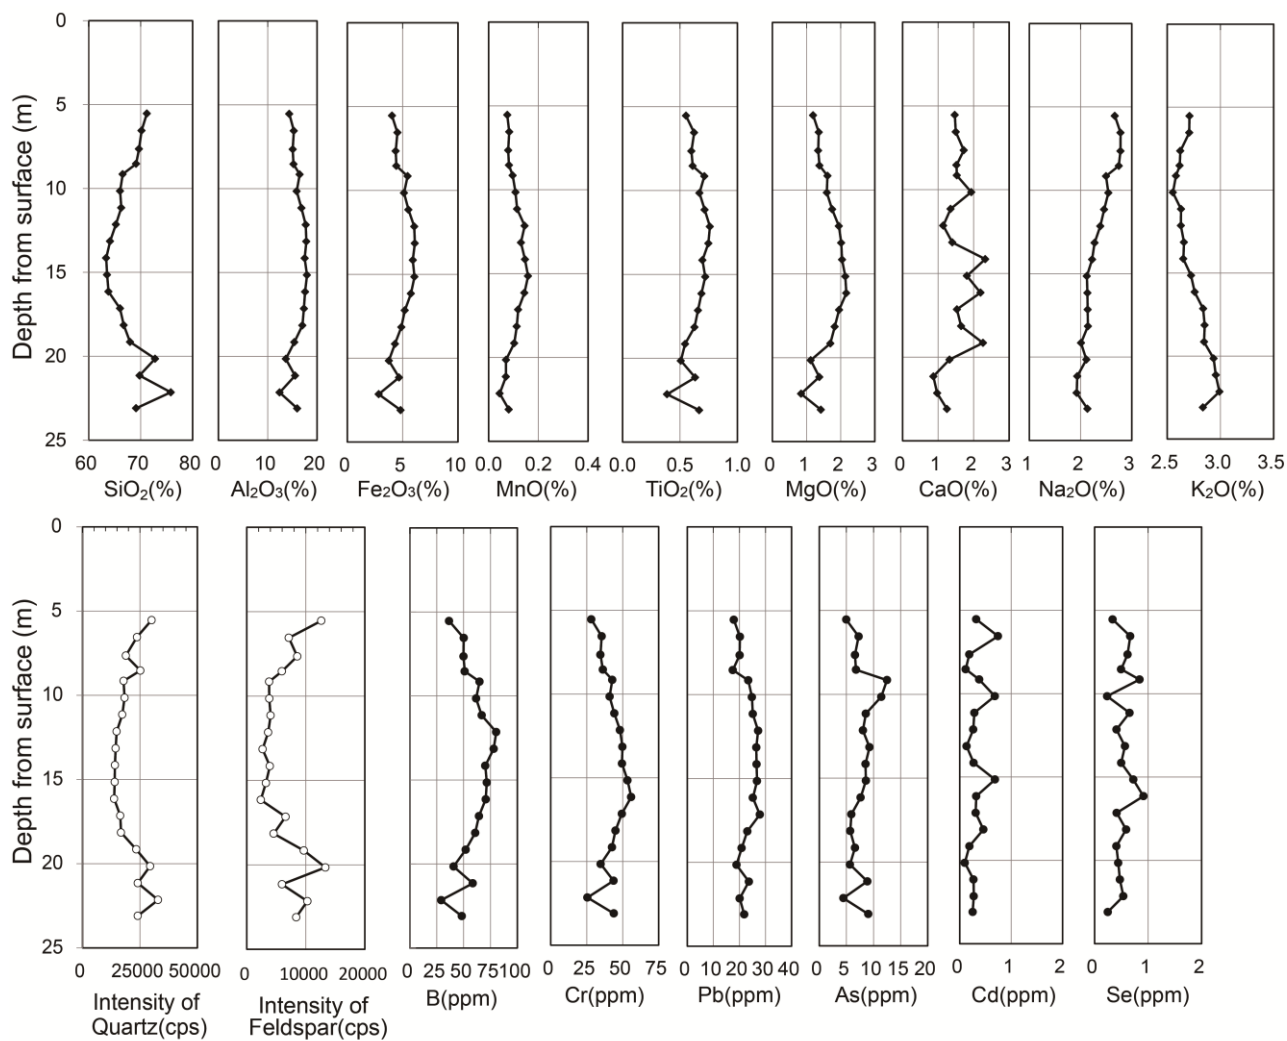 0
5
10
15
20
25
Depth from surface (m)
60 70 80
SiO₂(%)
0 10 20
Al₂O₃(%)
0 5 10
Fe₂O₃(%)
0.0 0.2 0.4
MnO(%)
0.0 0.5 1.0
TiO₂(%)
0 1 2 3
MgO(%)
0 1 2 3
CaO(%)
1 2 3
Na₂O(%)
2.5 3.0 3.5
K₂O(%)
0
5
10
15
20
25
Depth from surface (m)
0 25000 50000
Intensity of
Quartz(cps)
0 10000 20000
Intensity of
Feldspar(cps)
0 25 50 75 100
B(ppm)
0 25 50 75
Cr(ppm)
0 10 20 30 40
Pb(ppm)
0 5 10 15 20
As(ppm)
0 1 2
Cd(ppm)
0 1 2
Se(ppm)